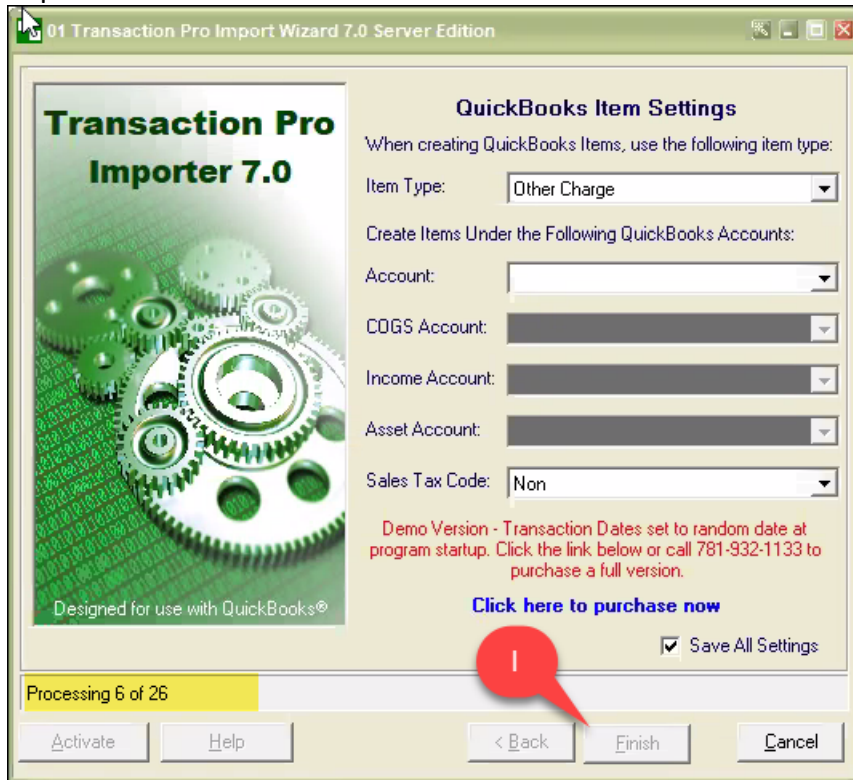 01 Transaction Pro Import Wizard 7.0 Server Edition
Transaction Pro
Importer 7.0
Designed for use with QuickBooks®
QuickBooks Item Settings
When creating QuickBooks Items, use the following item type:
Item Type: Other Charge
Create Items Under the Following QuickBooks Accounts:
Account:
COGS Account:
Income Account:
Asset Account:
Sales Tax Code: Non
Demo Version - Transaction Dates set to random date at
program startup. Click the link below or call 781-932-1133 to
purchase a full version.
Click here to purchase now
Save All Settings
I
Processing 6 of 26
Activate Help < Back Finish Cancel